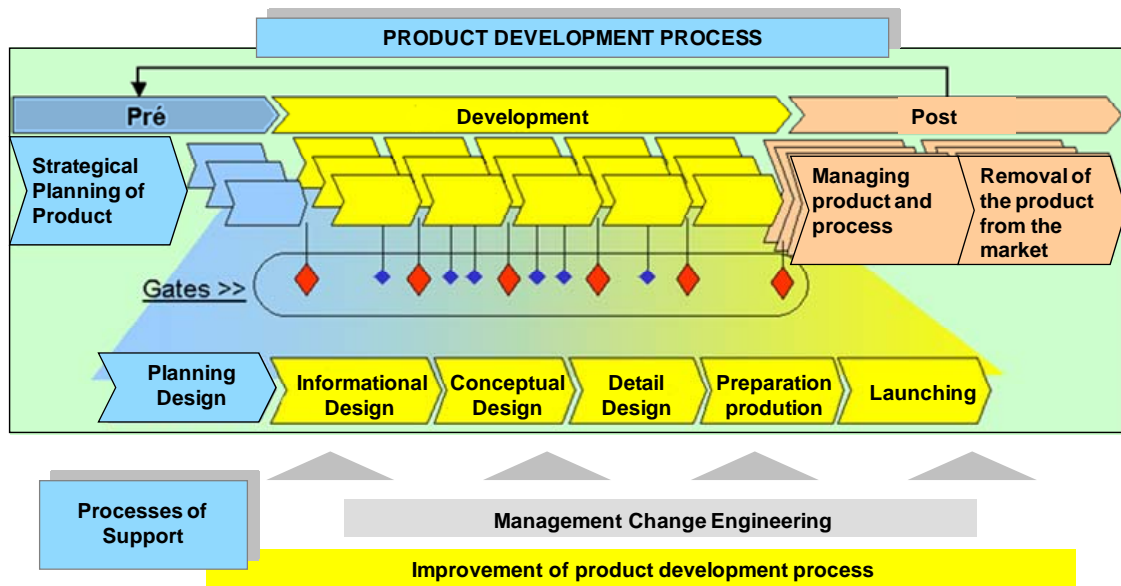 PRODUCT DEVELOPMENT PROCESS
Pré
Development
Post
Strategical
Planning of
Product
Managing
product and
process
Removal of
the product
from the
market
Gates >>
Planning
Design
Informational
Design
Conceptual
Design
Detail
Design
Preparation
prodution
Launching
Processes of
Support
Management Change Engineering
Improvement of product development process